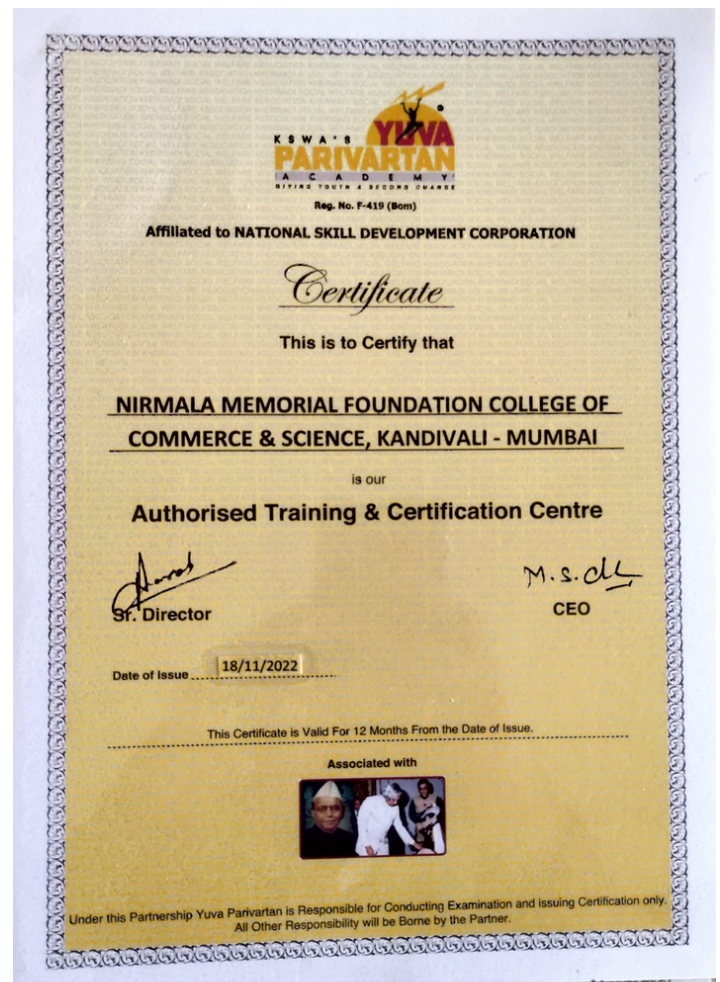 KSWA'S
YUVA
PARIVARTAN
ACADEMY
GIVING YOUTH A SECOND CHANCE
Reg. No. F-419 (Bom)
Affiliated to NATIONAL SKILL DEVELOPMENT CORPORATION
Certificate
This is to Certify that
NIRMALA MEMORIAL FOUNDATION COLLEGE OF
COMMERCE & SCIENCE, KANDIVALI - MUMBAI
is our
Authorised Training & Certification Centre
M.S.
Sr. Director
CEO
Date of Issue 18/11/2022
This Certificate is Valid For 12 Months From the Date of Issue.
Associated with
Under this Partnership Yuva Parivartan is Responsible for Conducting Examination and issuing Certification only.
All Other Responsibility will be Borne by the Partner.